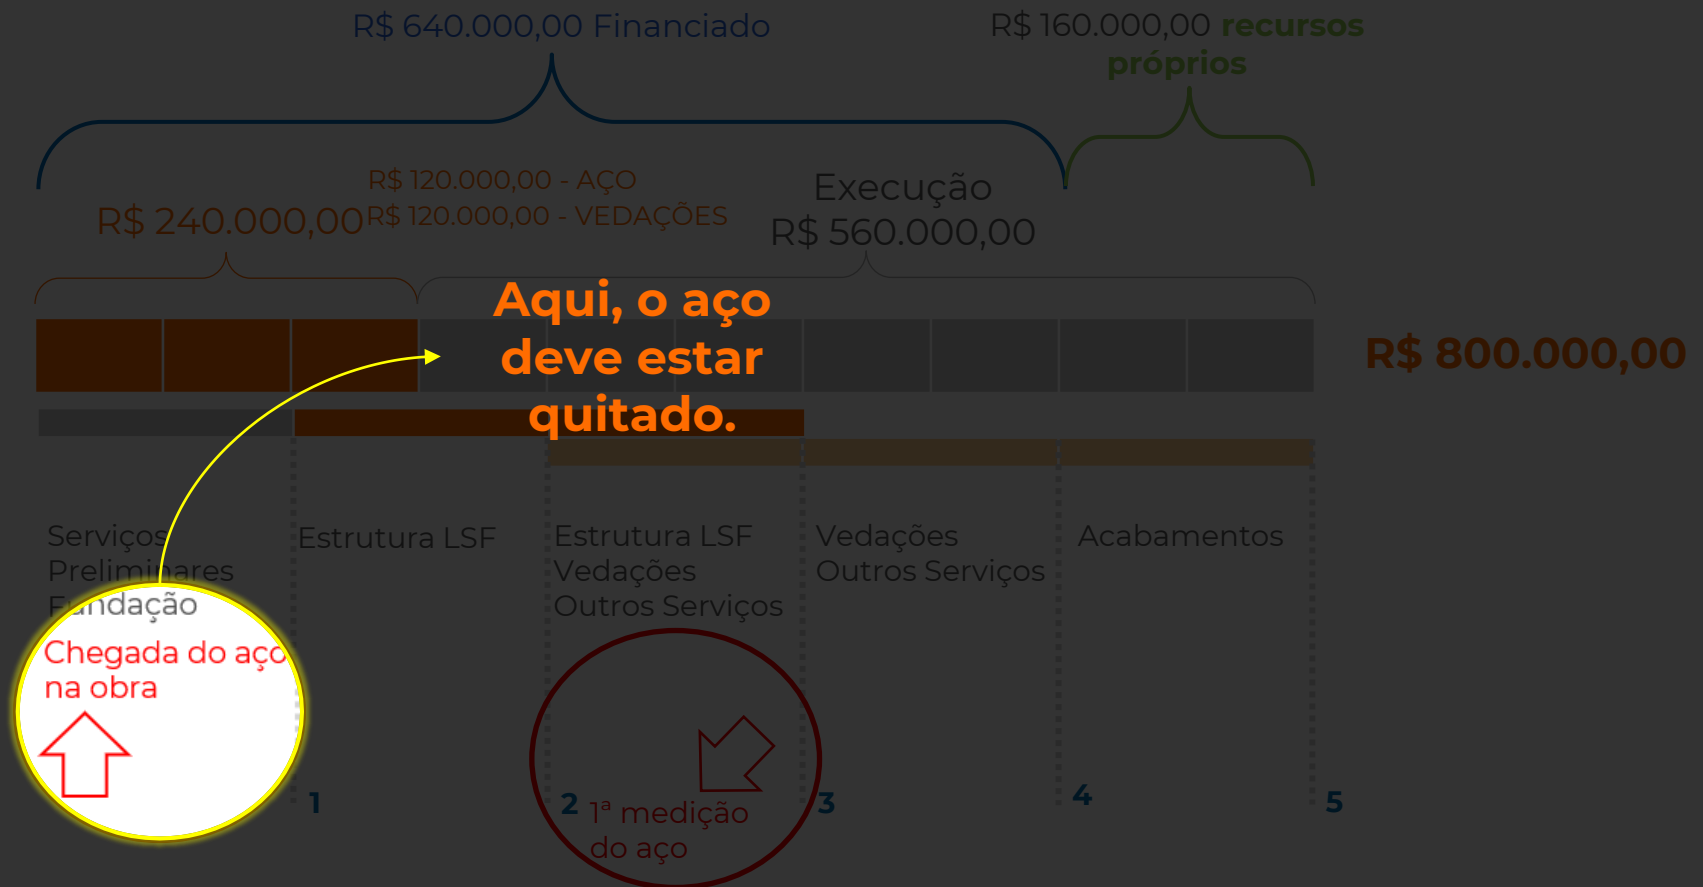 R$ 640.000,00 Financiado
R$ 160.000,00 recursos
próprios
R$ 120.000,00 - AÇO
R$ 240.000,00
R$ 120.000,00 - VEDAÇÕES
Execução
R$ 560.000,00
Aqui, o aço
deve estar
quitado.
R$ 800.000,00
Serviços
Preliminares
Fundação
Chegada do aço
na obra
Estrutura LSF
Estrutura LSF
Vedações
Outros Serviços
Vedações
Outros Serviços
Acabamentos
1
2
1ª medição
do aço
3
4
5